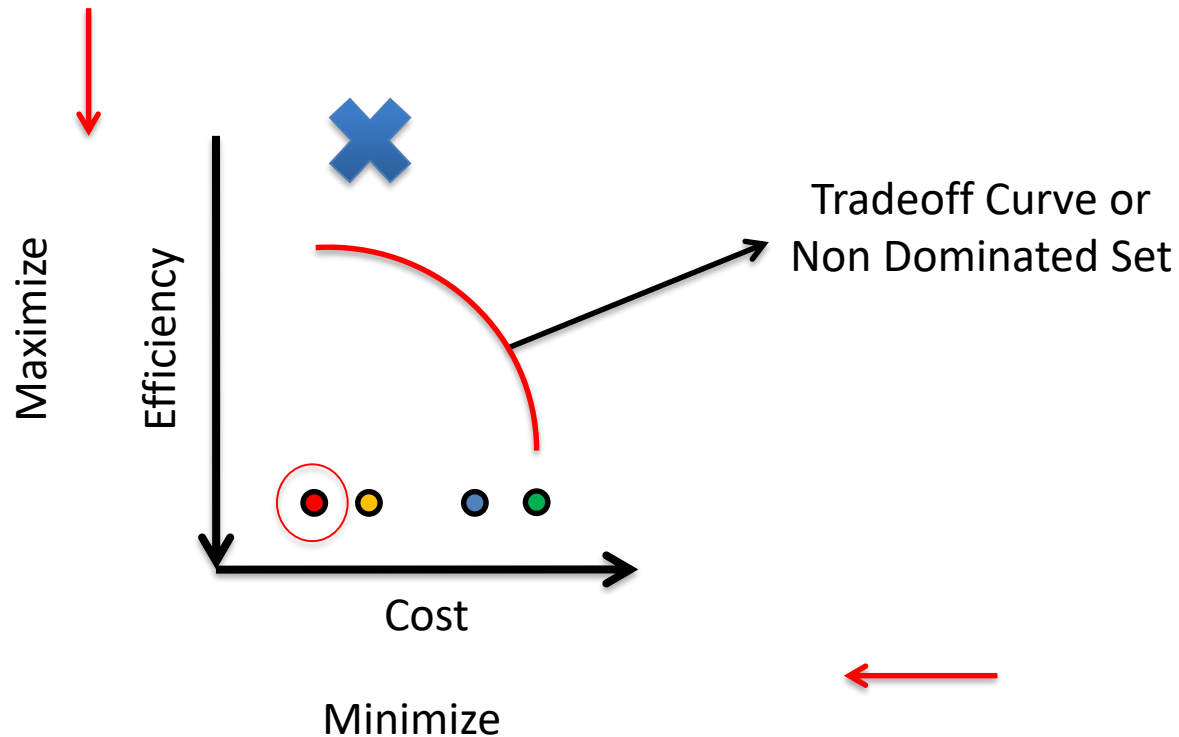 Maximize
Efficiency
Tradeoff Curve or
Non Dominated Set
Cost
Minimize